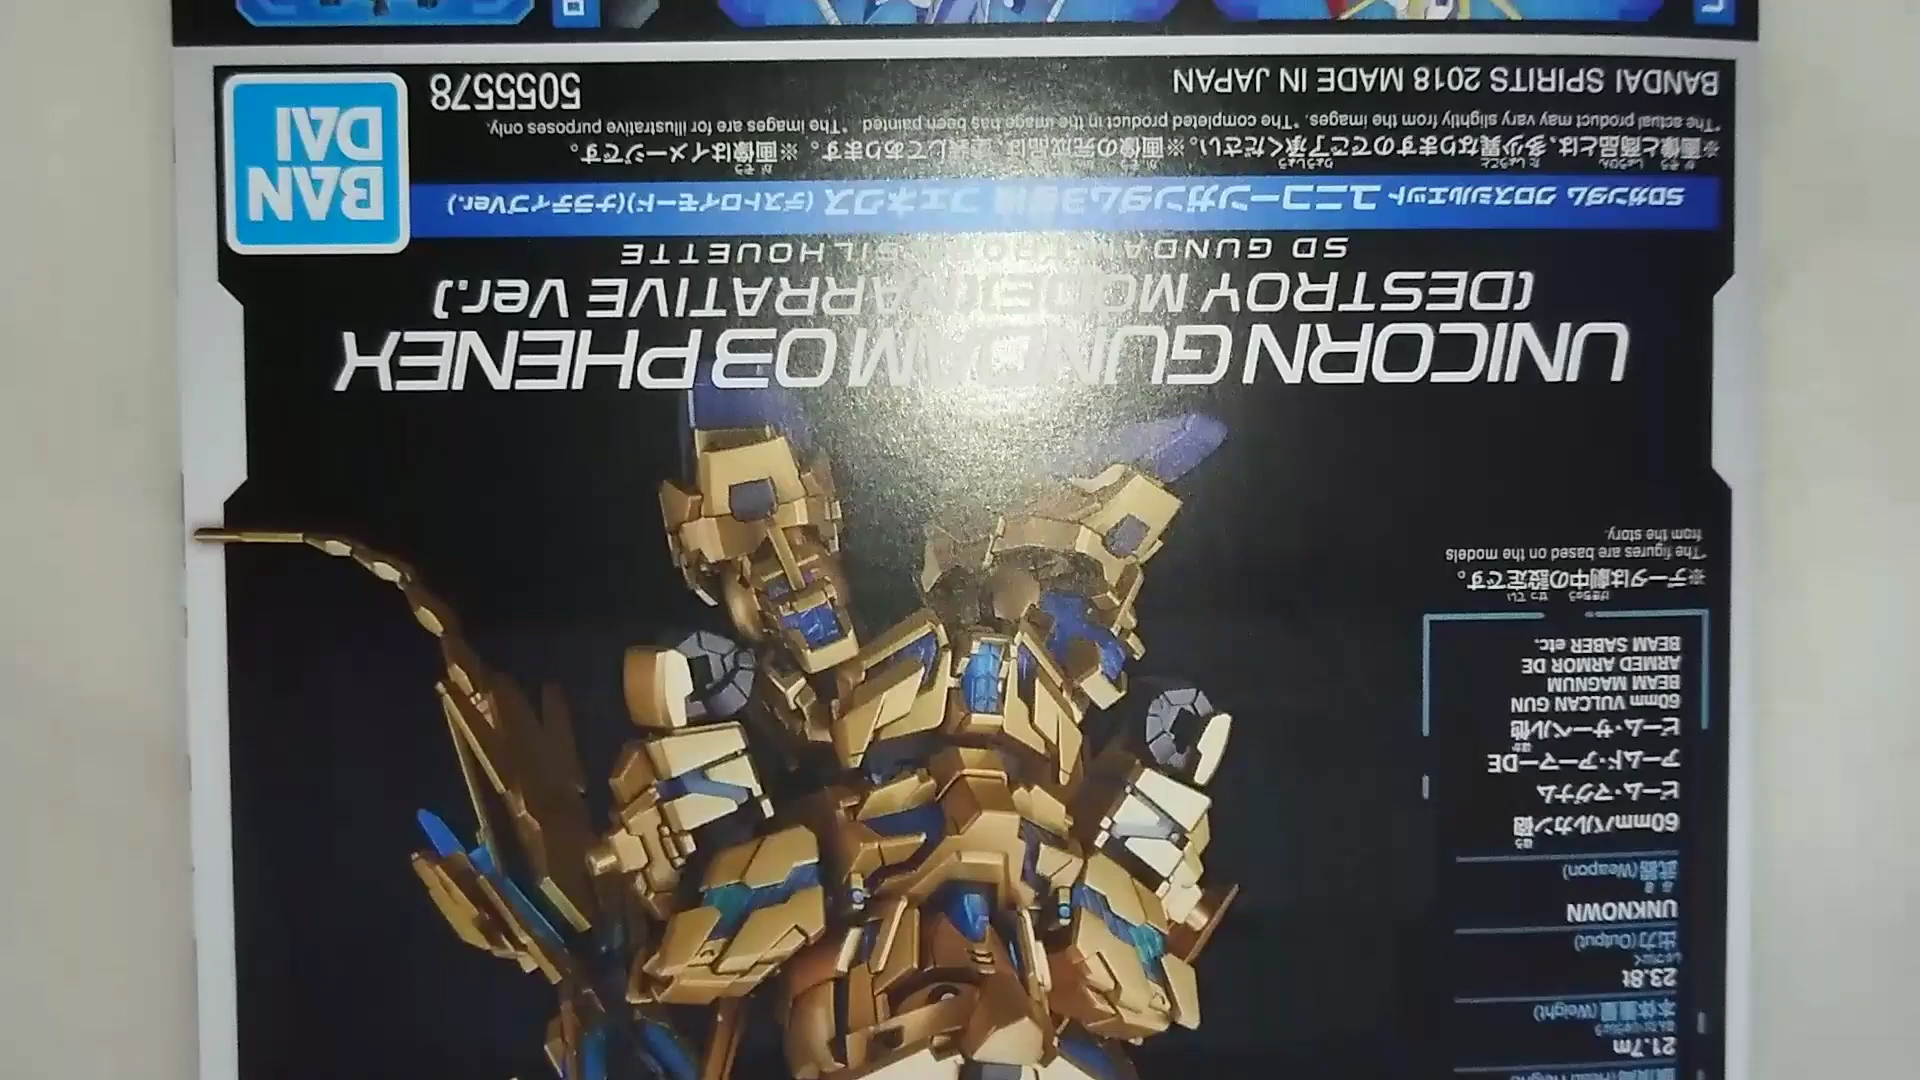 21.7m
本体重量(Weight)
23.8t
出力(Output)
UNKNOWN
武器(Weapon)
60mmバルカン砲
ビーム・マグナム
アームド・アーマーDE
ビーム・サーベル他
60mm VULCAN GUN
BEAM MAGNUM
ARMED ARMOR DE
BEAM SABER etc.
※データは劇中の設定です。
*The figures are based on the models
from the story.
UNICORN GUNDAM 03 PHENEX
(DESTROY MODE) (NARRATIVE Ver.)
SD GUNDAM CROSS SILHOUETTE
SDガンダム クロスシルエット ユニコーンガンダム3号機 フェネクス (デストロイモード)(ナラティブVer.)
※画像と商品とは、多少異なりますのでご了承ください。※画像の完成品は、塗装してあります。※画像はイメージです。
*The actual product may vary slightly from the images. *The completed product in the image has been painted. *The images are for illustrative purposes only.
BANDAI SPIRITS 2018 MADE IN JAPAN
5055578
BAN
DAI